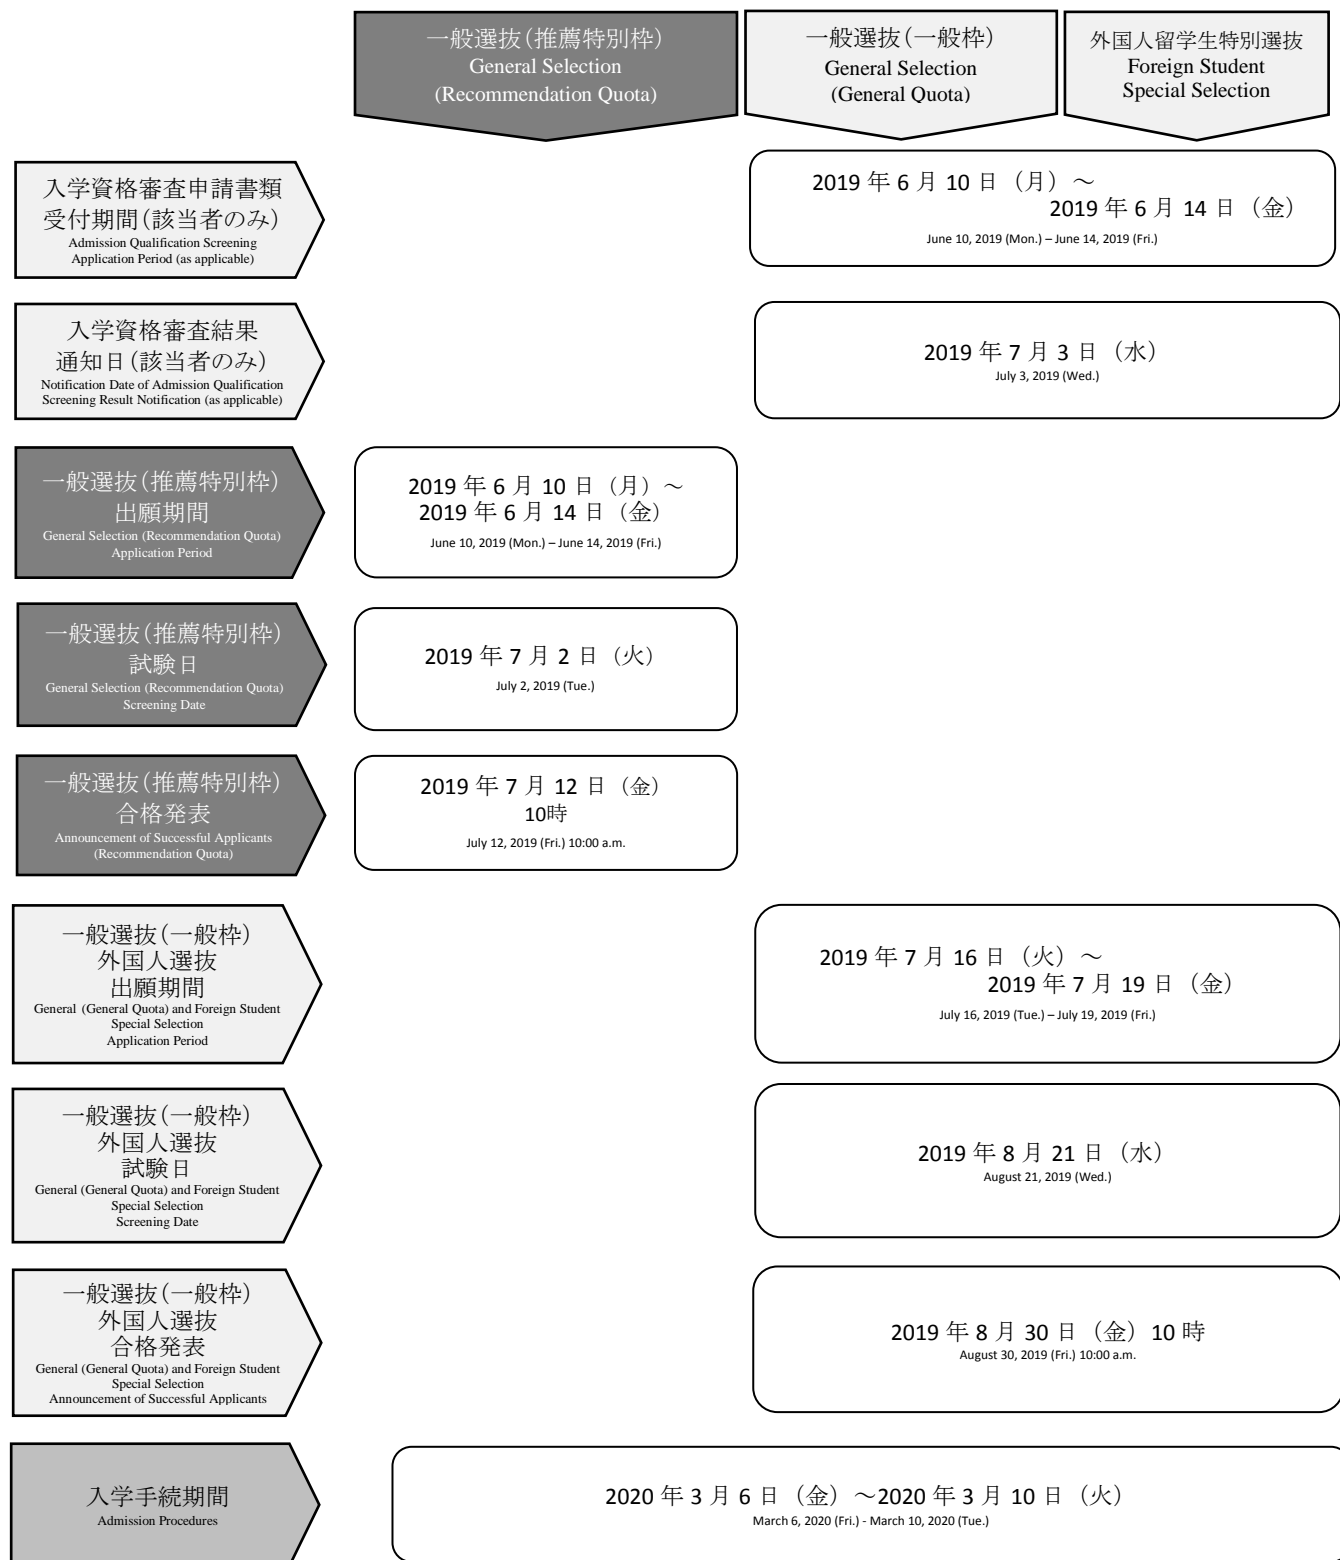 一般選抜(推薦特別枠)
General Selection
(Recommendation Quota)
一般選抜(一般枠)
General Selection
(General Quota)
外国人留学生特別選抜
Foreign Student
Special Selection
入学資格審査申請書類
受付期間(該当者のみ)
Admission Qualification Screening
Application Period (as applicable)
2019 年 6 月 10 日（月）～
2019 年 6 月 14 日（金）
June 10, 2019 (Mon.) – June 14, 2019 (Fri.)
入学資格審査結果
通知日(該当者のみ)
Notification Date of Admission Qualification
Screening Result Notification (as applicable)
2019 年 7 月 3 日（水）
July 3, 2019 (Wed.)
一般選抜(推薦特別枠)
出願期間
General Selection (Recommendation Quota)
Application Period
2019 年 6 月 10 日（月）～
2019 年 6 月 14 日（金）
June 10, 2019 (Mon.) – June 14, 2019 (Fri.)
一般選抜(推薦特別枠)
試験日
General Selection (Recommendation Quota)
Screening Date
2019 年 7 月 2 日（火）
July 2, 2019 (Tue.)
一般選抜(推薦特別枠)
合格発表
Announcement of Successful Applicants
(Recommendation Quota)
2019 年 7 月 12 日（金）
10時
July 12, 2019 (Fri.) 10:00 a.m.
一般選抜(一般枠)
外国人選抜
出願期間
General (General Quota) and Foreign Student
Special Selection
Application Period
2019 年 7 月 16 日（火）～
2019 年 7 月 19 日（金）
July 16, 2019 (Tue.) – July 19, 2019 (Fri.)
一般選抜(一般枠)
外国人選抜
試験日
General (General Quota) and Foreign Student
Special Selection
Screening Date
2019 年 8 月 21 日（水）
August 21, 2019 (Wed.)
一般選抜(一般枠)
外国人選抜
合格発表
General (General Quota) and Foreign Student
Special Selection
Announcement of Successful Applicants
2019 年 8 月 30 日（金）10 時
August 30, 2019 (Fri.) 10:00 a.m.
入学手続期間
Admission Procedures
2020 年 3 月 6 日（金）～2020 年 3 月 10 日（火）
March 6, 2020 (Fri.) - March 10, 2020 (Tue.)